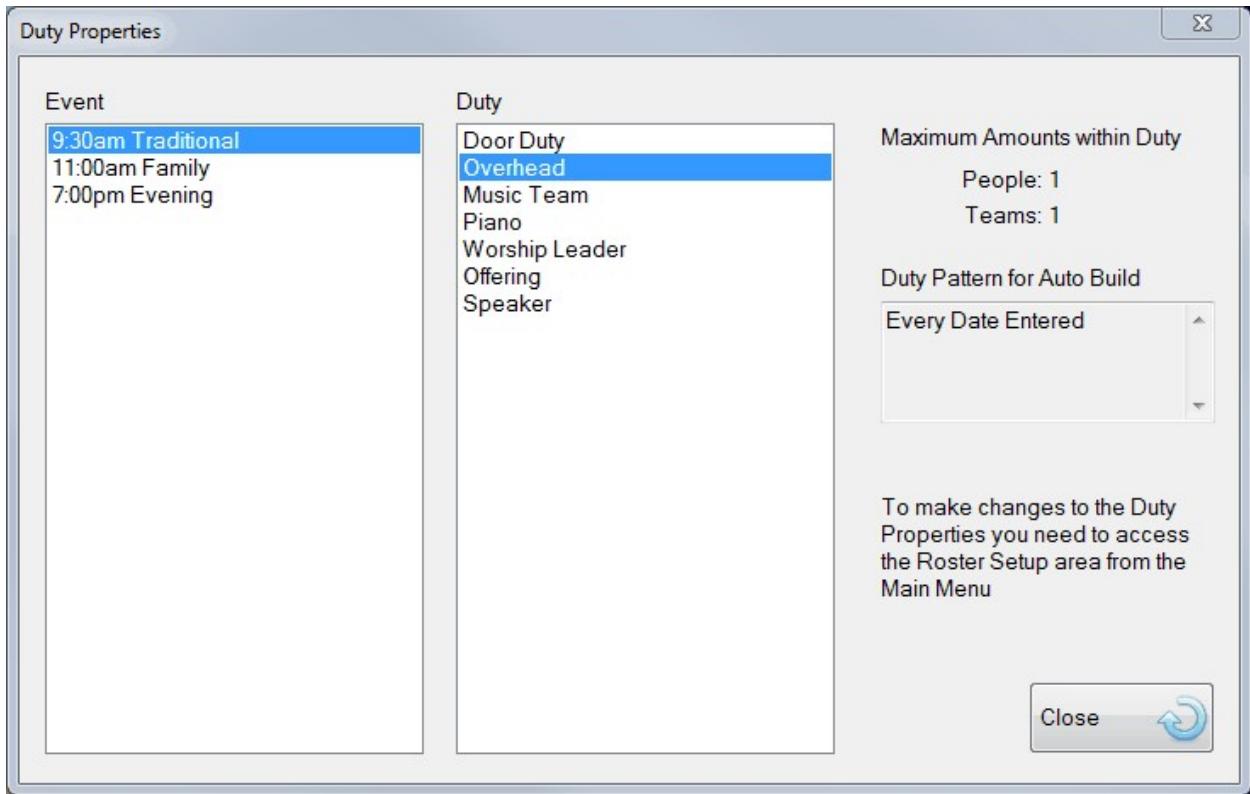 Duty Properties
Event
9:30am Traditional
11:00am Family
7:00pm Evening
Duty
Door Duty
Overhead
Music Team
Piano
Worship Leader
Offering
Speaker
Maximum Amounts within Duty
People: 1
Teams: 1
Duty Pattern for Auto Build
Every Date Entered
To make changes to the Duty
Properties you need to access
the Roster Setup area from the
Main Menu
Close